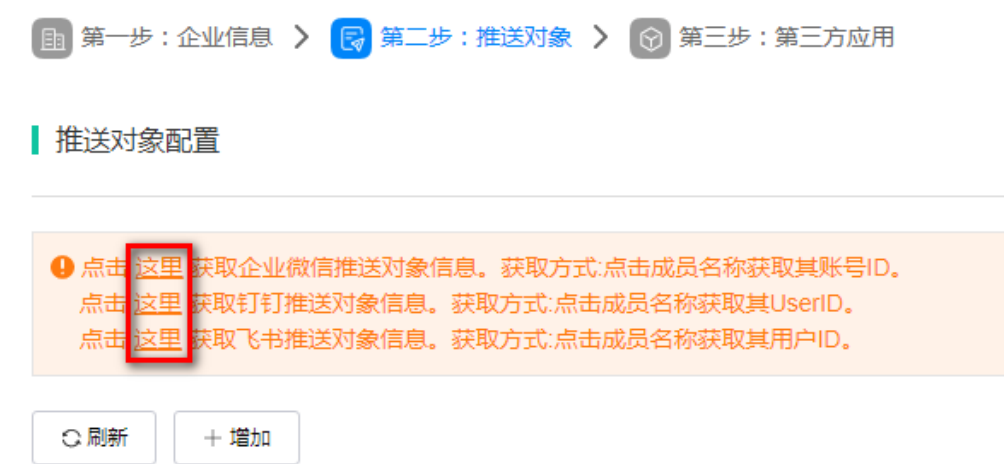 第一步：企业信息 > 第二步：推送对象 > 第三步：第三方应用
推送对象配置
点击 这里 获取企业微信推送对象信息。获取方式:点击成员名称获取其账号ID。
点击 这里 获取钉钉推送对象信息。获取方式:点击成员名称获取其UserID。
点击 这里 获取飞书推送对象信息。获取方式:点击成员名称获取其用户ID。
刷新 + 增加